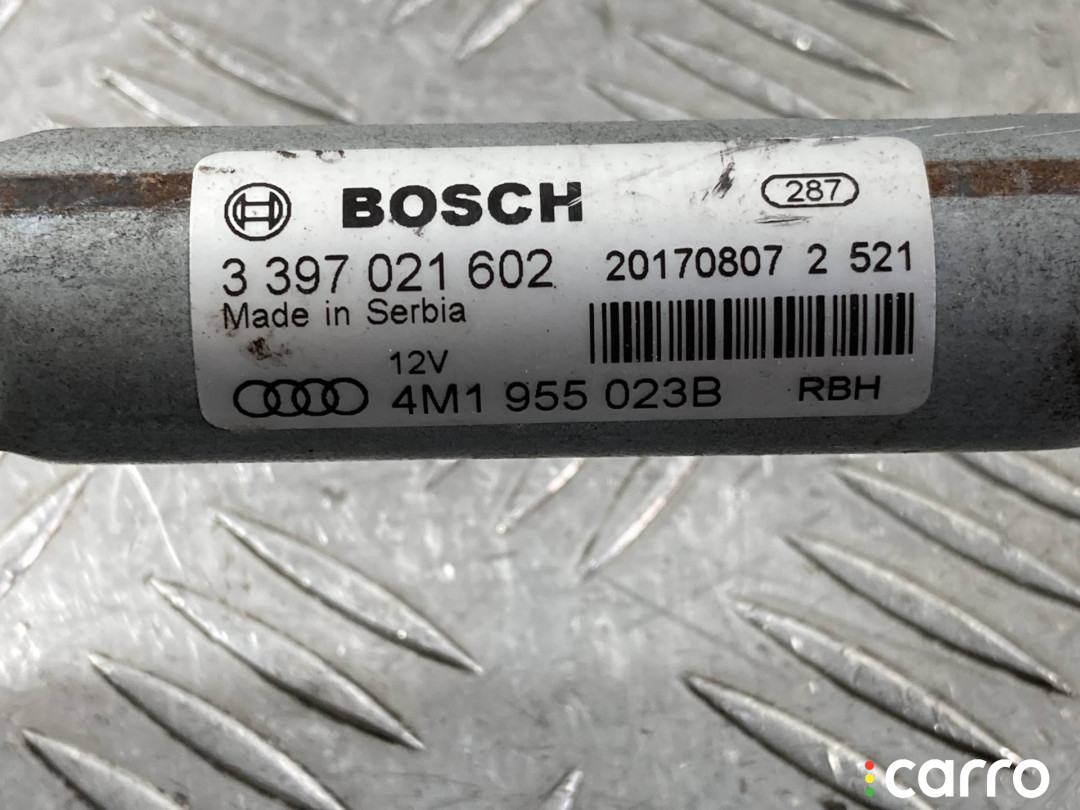 BOSCH
287
3 397 021 602
20170807 2 521
Made in Serbia
12V
4M1 955 023B
RBH
carro